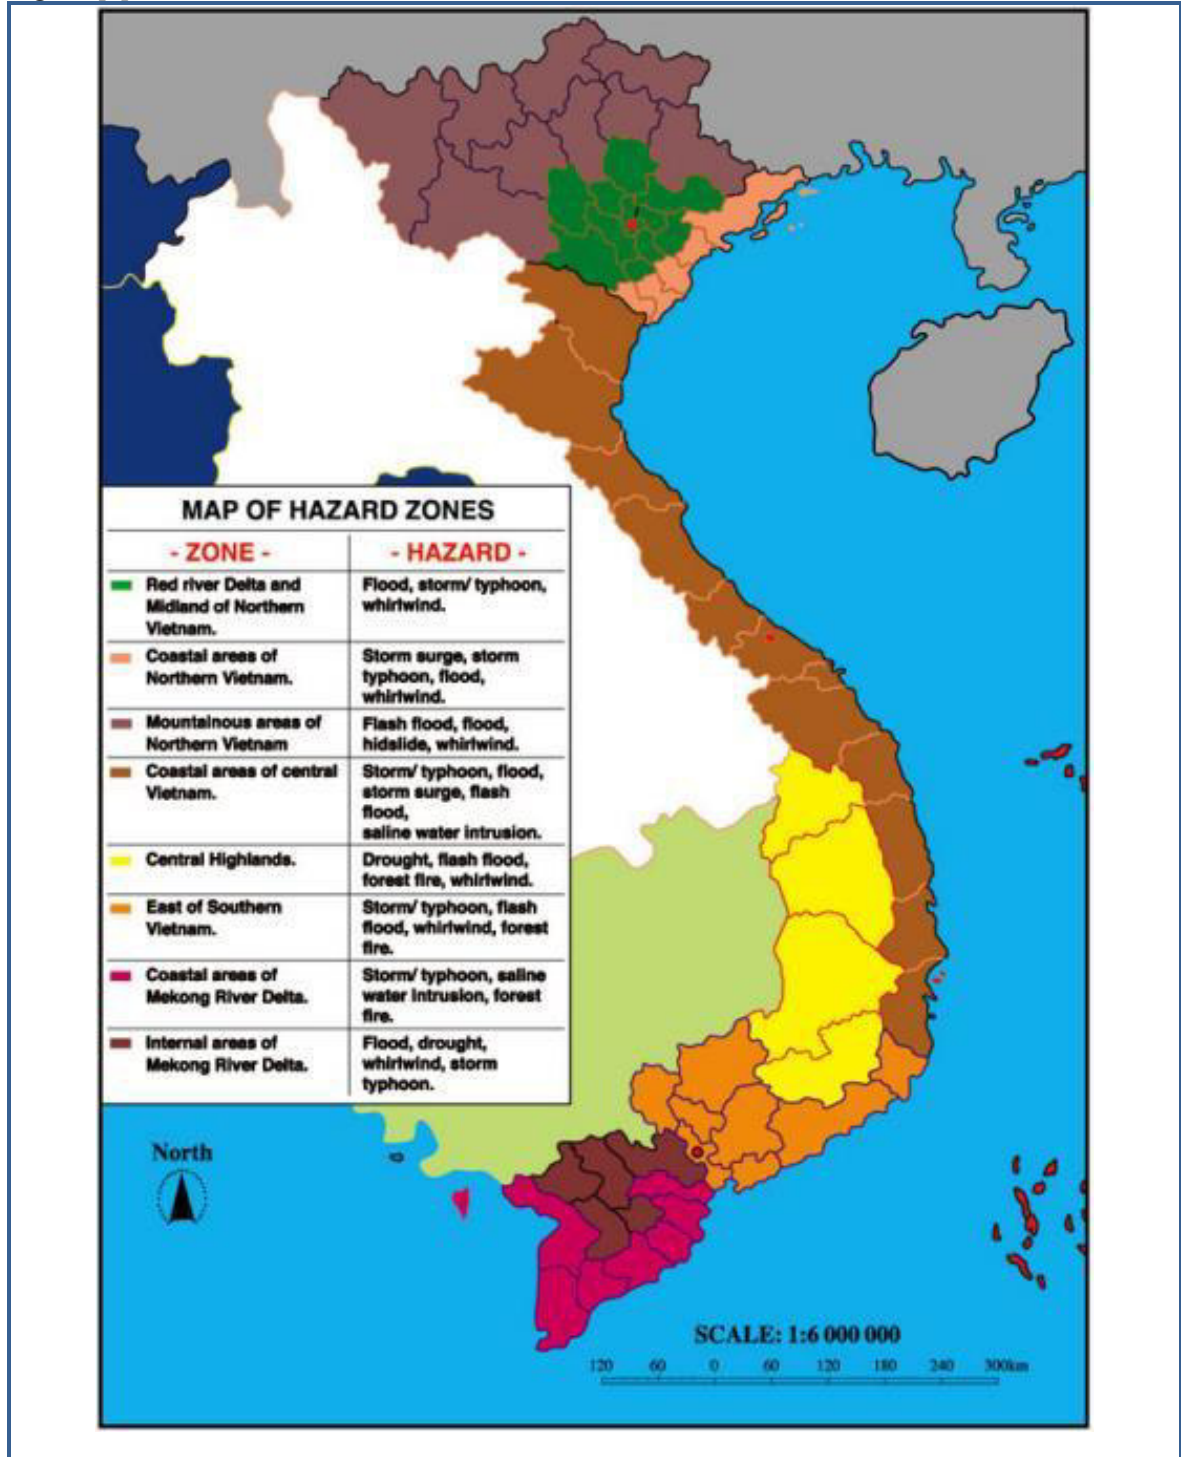 MAP OF HAZARD ZONES
- ZONE -
- HAZARD -
Red river Delta and
Midland of Northern
Vietnam.
Flood, storm/ typhoon,
whirlwind.
Coastal areas of
Northern Vietnam.
Storm surge, storm
typhoon, flood,
whirlwind.
Mountainous areas of
Northern Vietnam
Flash flood, flood,
hidslide, whirlwind.
Coastal areas of central
Vietnam.
Storm/ typhoon, flood,
storm surge, flash
flood,
saline water intrusion.
Central Highlands.
Drought, flash flood,
forest fire, whirlwind.
East of Southern
Vietnam.
Storm/ typhoon, flash
flood, whirlwind, forest
fire.
Coastal areas of
Mekong River Delta.
Storm/ typhoon, saline
water intrusion, forest
fire.
Internal areas of
Mekong River Delta.
Flood, drought,
whirlwind, storm
typhoon.
North
SCALE: 1:6 000 000
120 60 0 60 120 180 240 300km